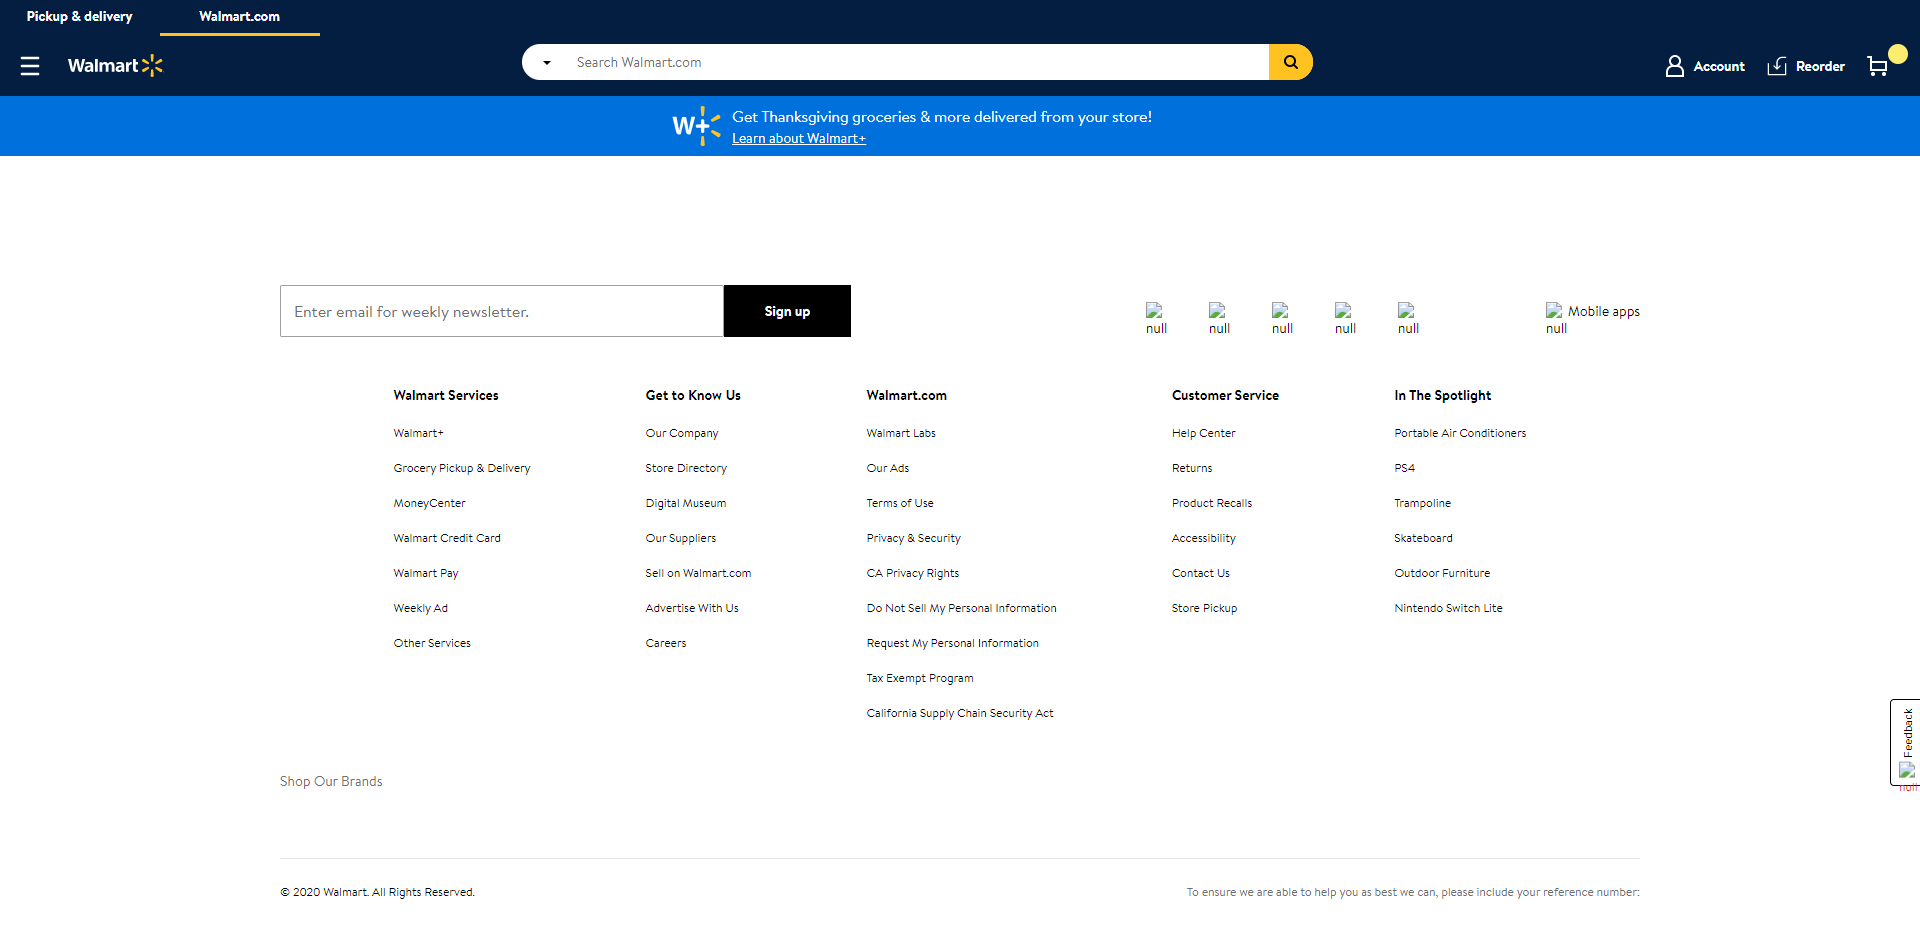 Pickup & delivery
Walmart.com
Walmart
Search Walmart.com
Account
Reorder
W+
Get Thanksgiving groceries & more delivered from your store!
Learn about Walmart+
Enter email for weekly newsletter.
Sign up
null
null
null
null
null
null
Mobile apps
Walmart Services
Walmart+
Grocery Pickup & Delivery
MoneyCenter
Walmart Credit Card
Walmart Pay
Weekly Ad
Other Services
Get to Know Us
Our Company
Store Directory
Digital Museum
Our Suppliers
Sell on Walmart.com
Advertise With Us
Careers
Walmart.com
Walmart Labs
Our Ads
Terms of Use
Privacy & Security
CA Privacy Rights
Do Not Sell My Personal Information
Request My Personal Information
Tax Exempt Program
California Supply Chain Security Act
Customer Service
Help Center
Returns
Product Recalls
Accessibility
Contact Us
Store Pickup
In The Spotlight
Portable Air Conditioners
PS4
Trampoline
Skateboard
Outdoor Furniture
Nintendo Switch Lite
Feedback
null
Shop Our Brands
© 2020 Walmart. All Rights Reserved.
To ensure we are able to help you as best we can, please include your reference number: